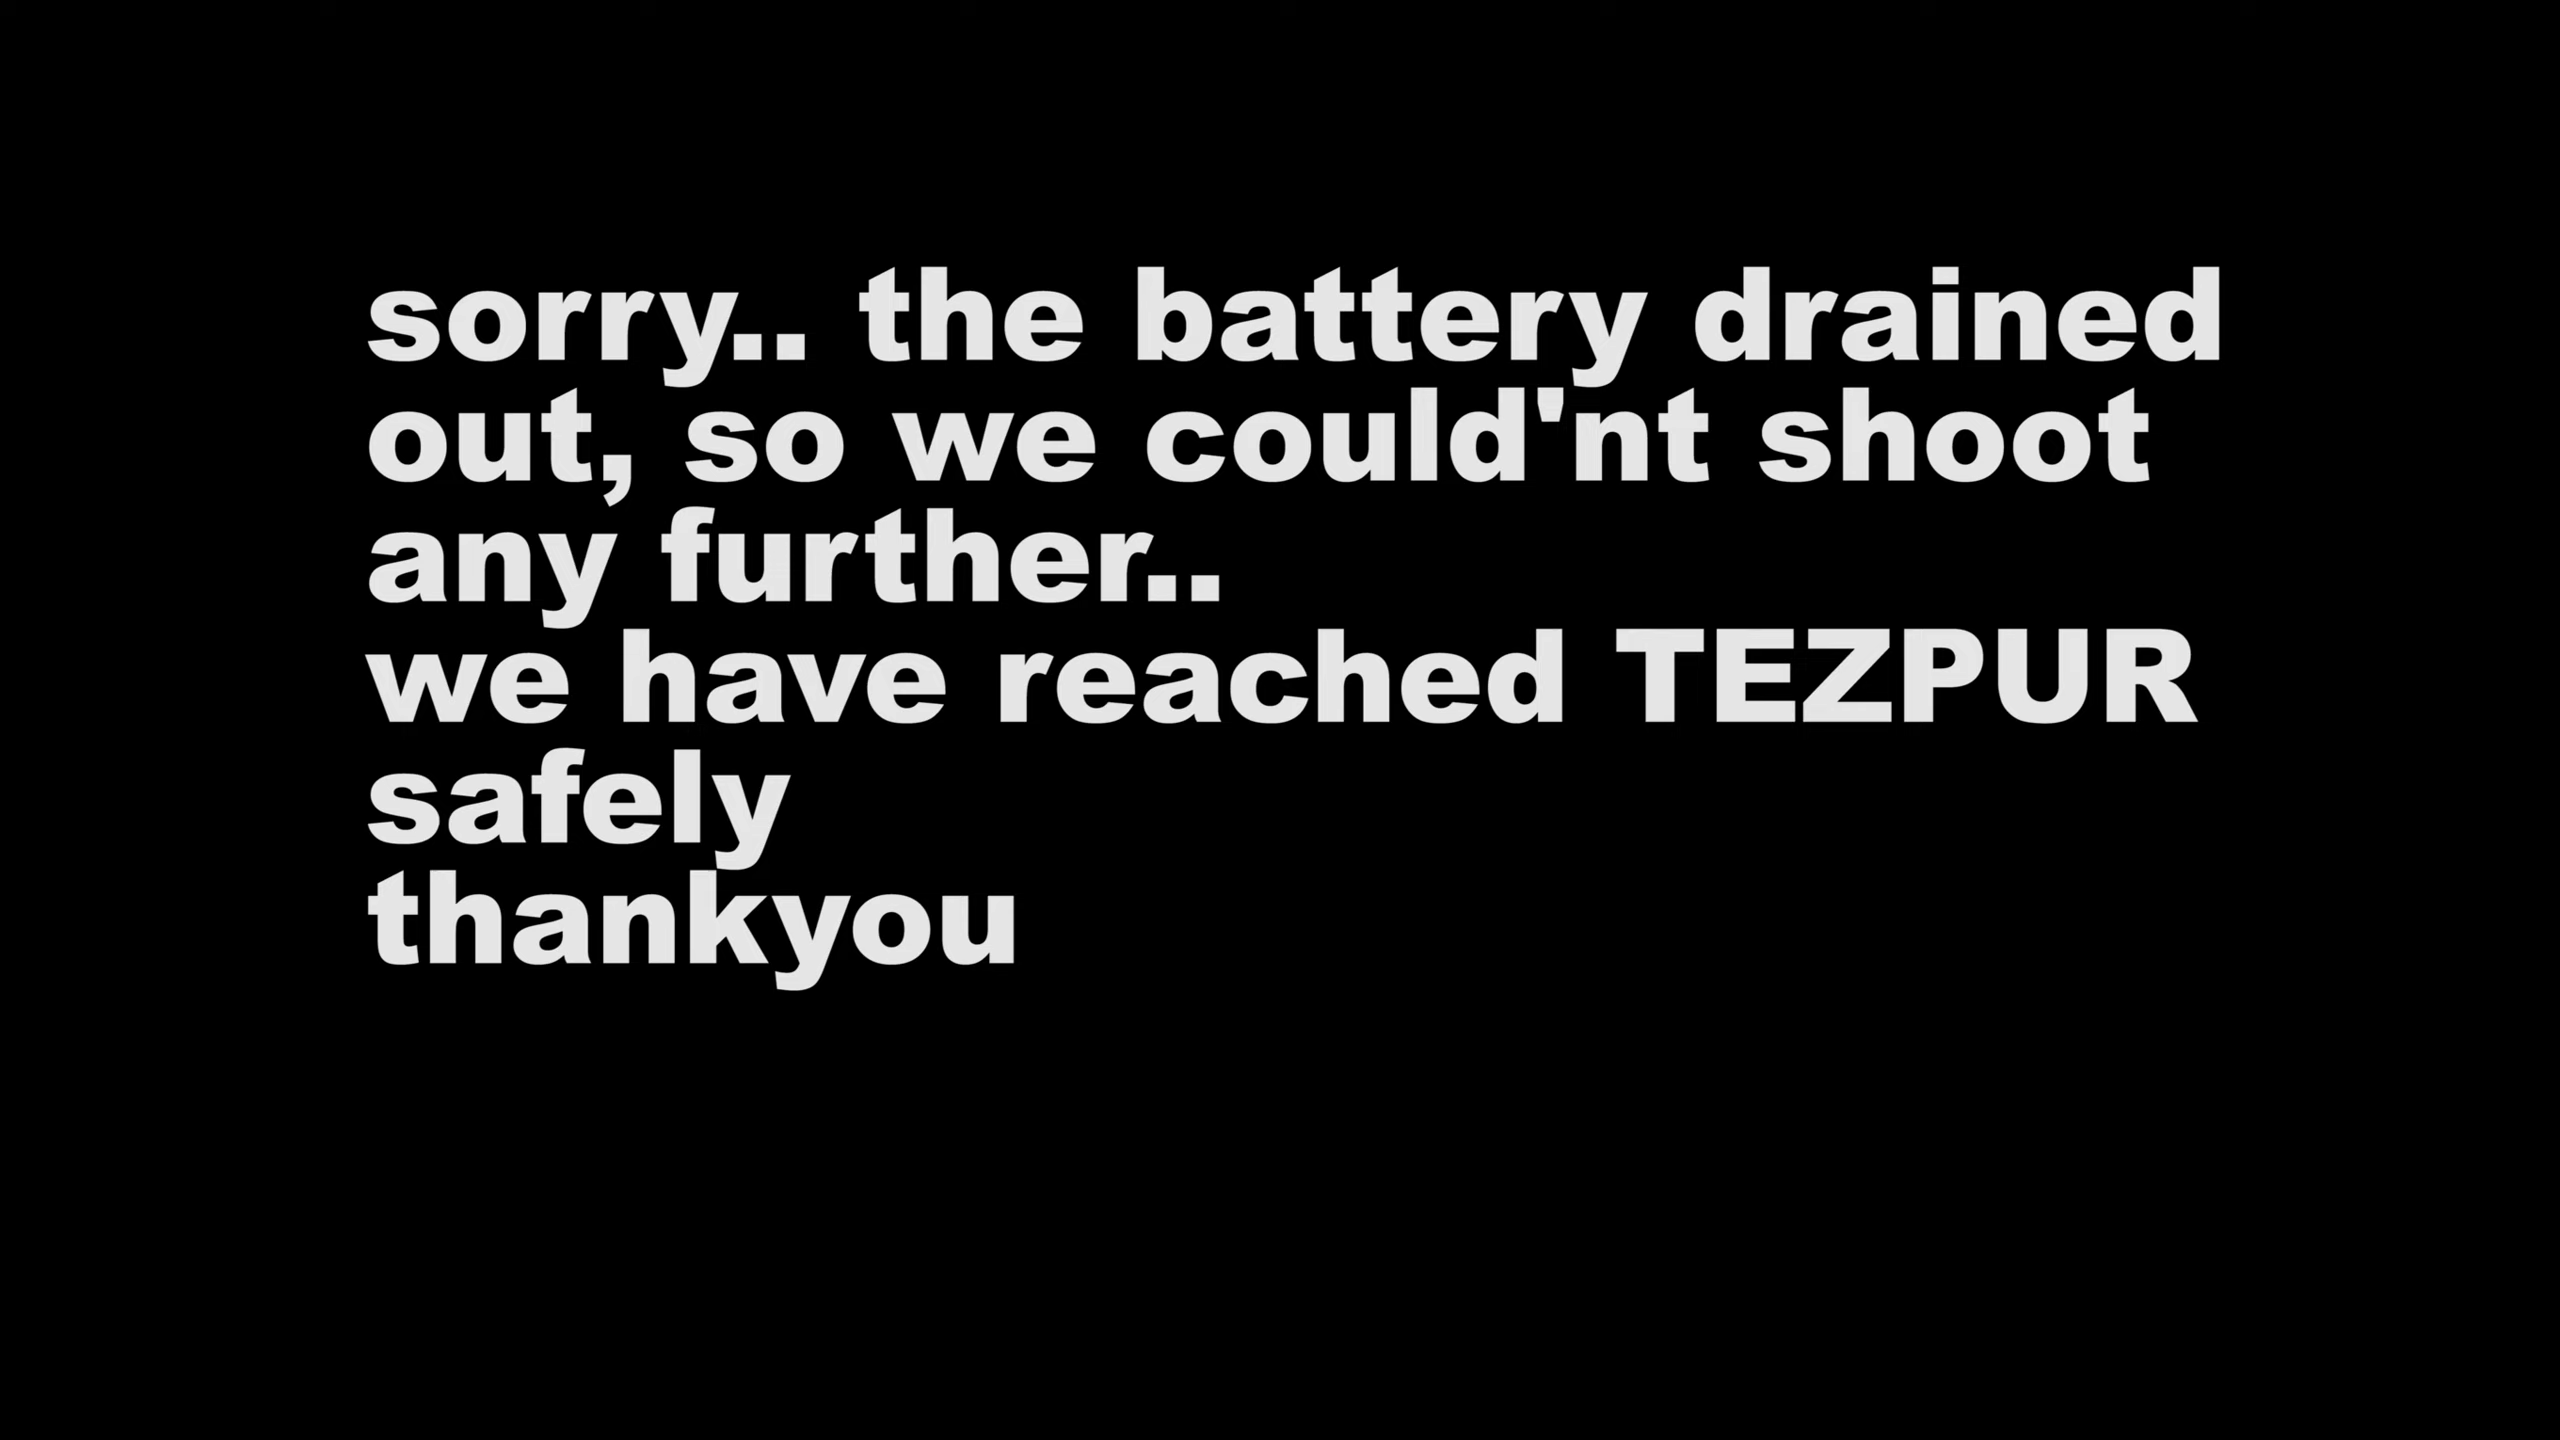 sorry.. the battery drained
out, so we could'nt shoot
any further..
we have reached TEZPUR
safely
thankyou